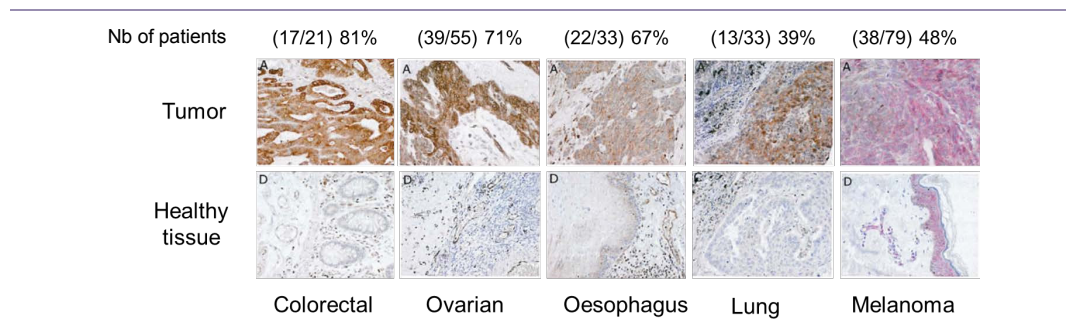 Nb of patients (17/21) 81% (39/55) 71% (22/33) 67% (13/33) 39% (38/79) 48%
A A A A A
Tumor
D D D C D
Healthy
tissue
Colorectal Ovarian Oesophagus Lung Melanoma